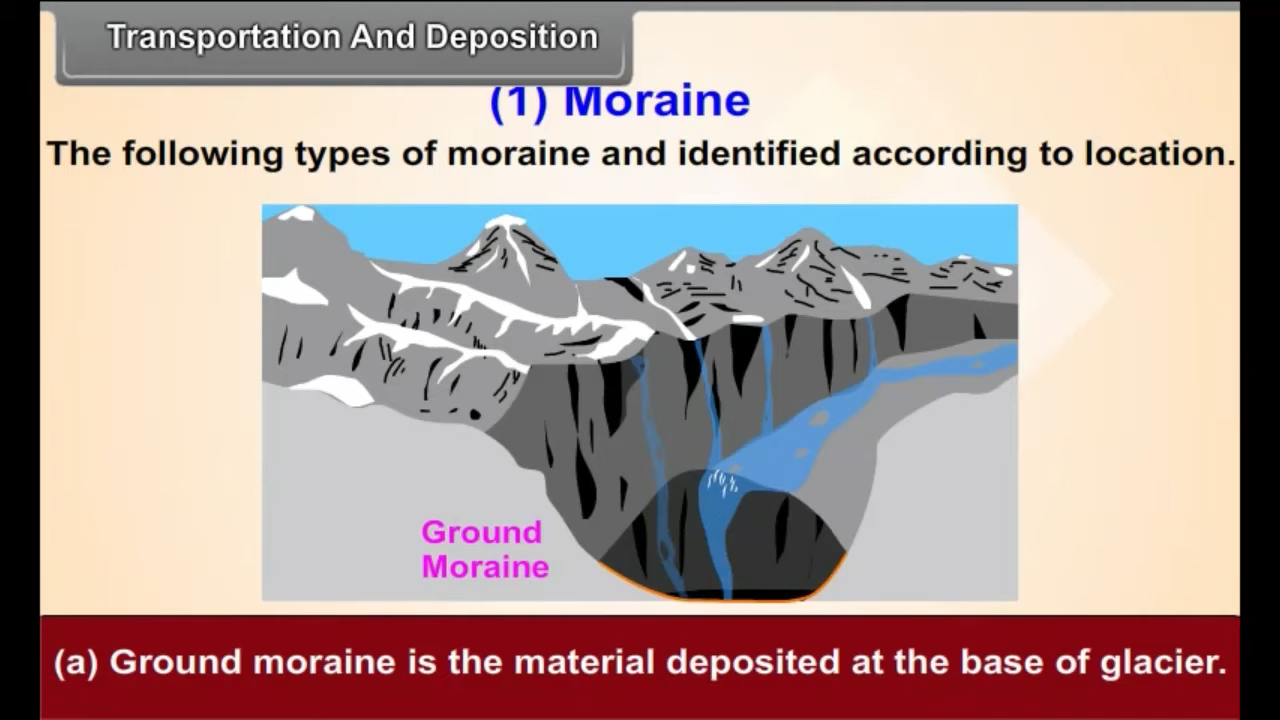 Transportation And Deposition
(1) Moraine
The following types of moraine and identified according to location.
Ground
Moraine
(a) Ground moraine is the material deposited at the base of glacier.